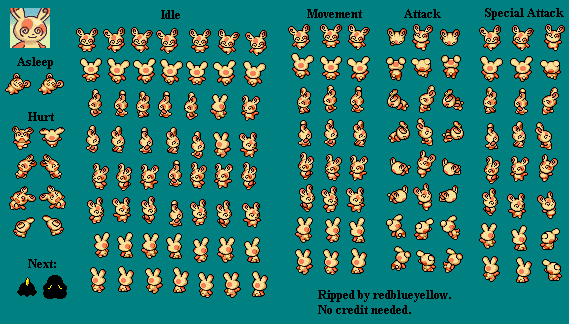 Idle
Movement
Attack
Special Attack
Asleep
Hurt
Next:
Ripped by redblueyellow.
No credit needed.